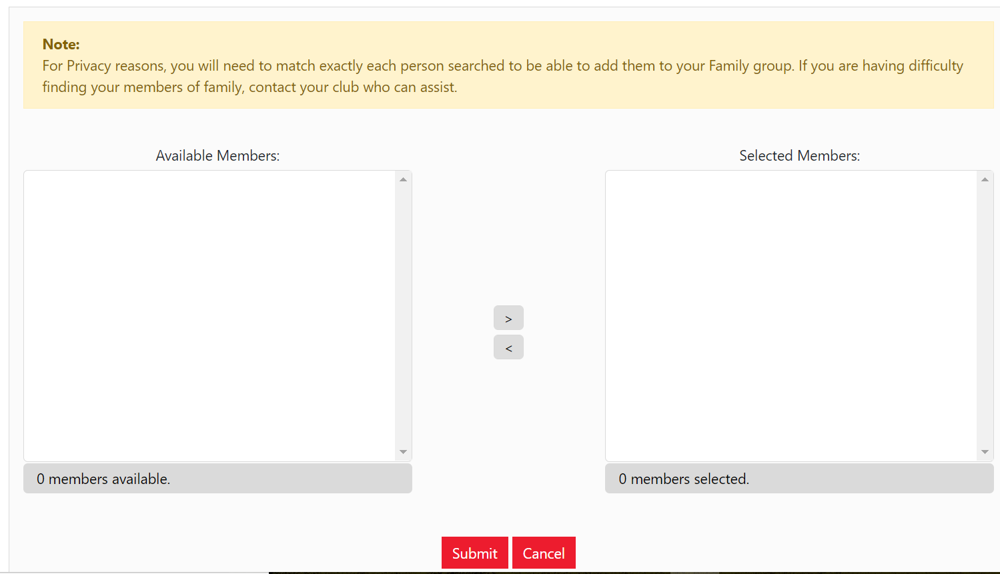 Note:
For Privacy reasons, you will need to match exactly each person searched to be able to add them to your Family group. If you are having difficulty
finding your members of family, contact your club who can assist.
Available Members:
Selected Members:
>
<
0 members available.
0 members selected.
Submit
Cancel